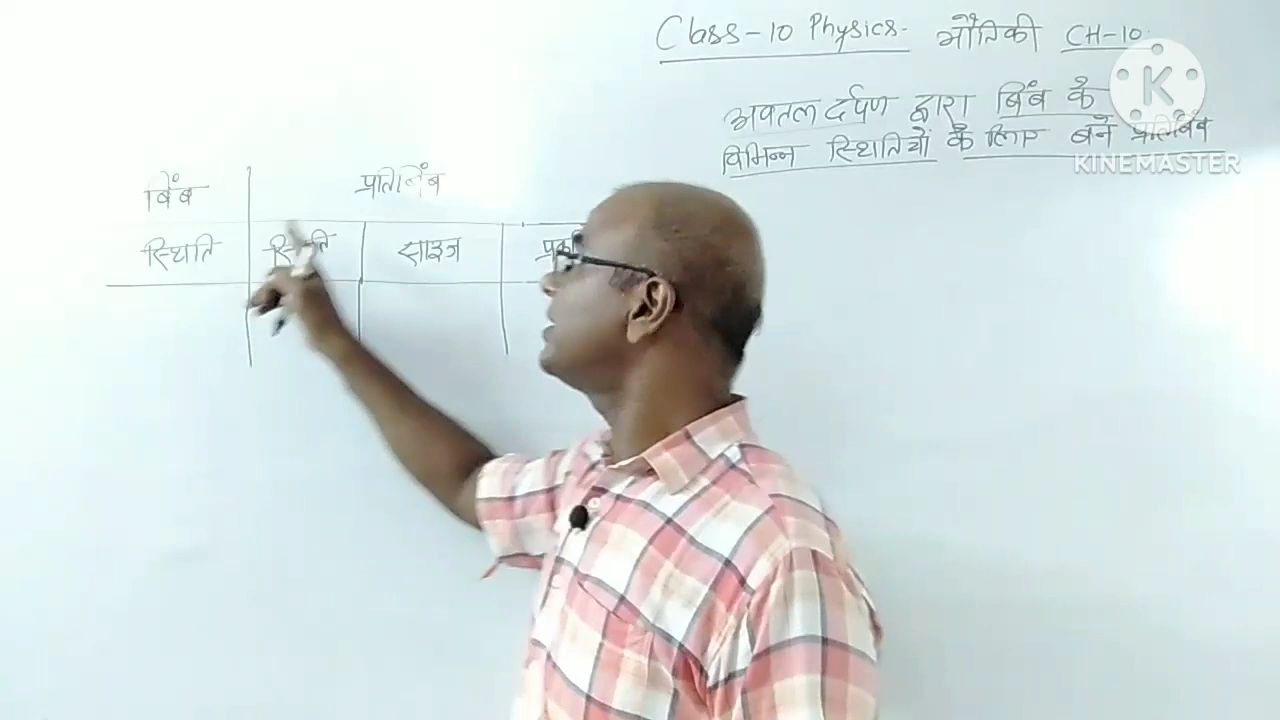 Class-10 Physics. भौतिकी CH-10.
अवतल दर्पण द्वारा बिंब के
विभिन्न स्थितियों के लिए बने प्रतिबिंब
K
KINEMASTER
बिंब प्रतिबिंब
स्थिति स्थिति साइज